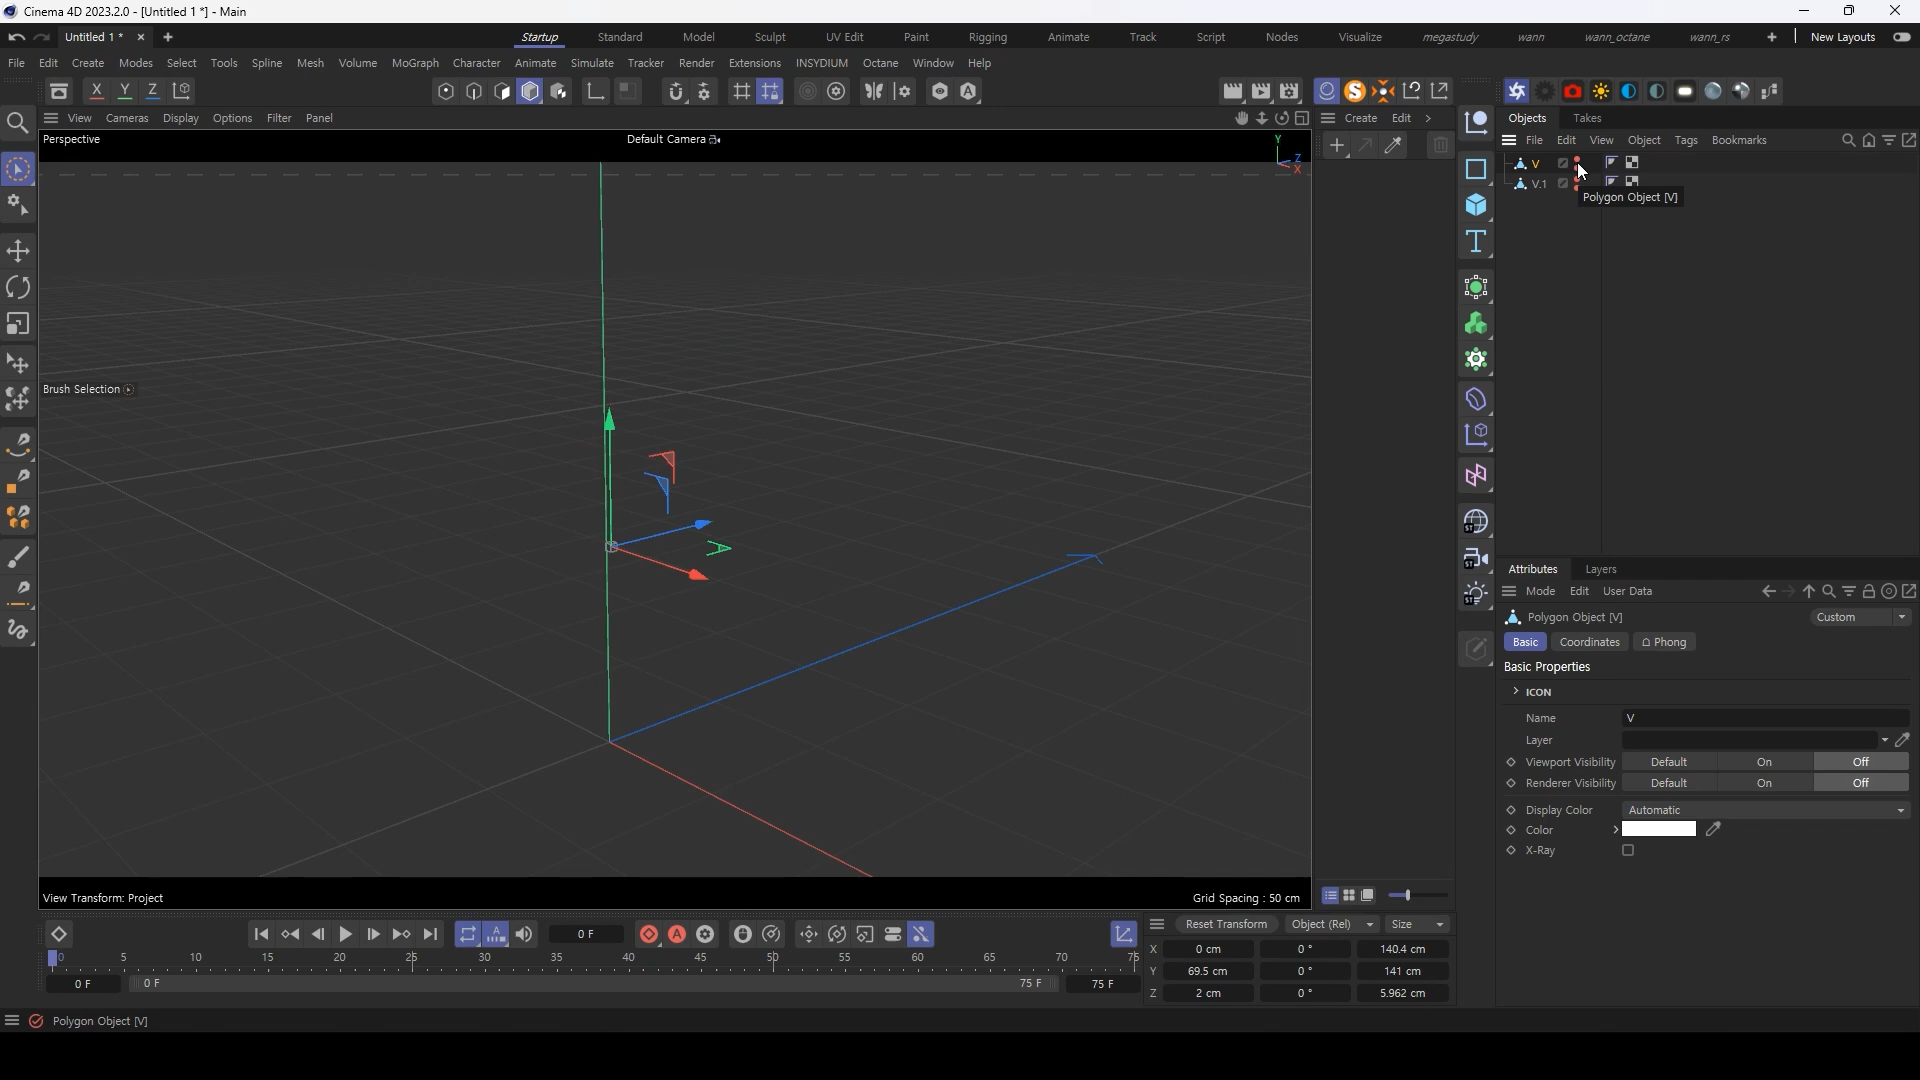 Cinema 4D 2023.2.0 - [Untitled 1 *] - Main
Untitled 1 *
Startup Standard Model Sculpt UV Edit Paint Rigging Animate Track Script Nodes Visualize megastudy wann wann_octane wann_rs New Layouts
File Edit Create Modes Select Tools Spline Mesh Volume MoGraph Character Animate Simulate Tracker Render Extensions INSYDIUM Octane Window Help
X Y Z
View Cameras Display Options Filter Panel
Create Edit
Objects Takes
File Edit View Object Tags Bookmarks
Perspective
Default Camera
Y
Z
X
V
V.1
Polygon Object [V]
Brush Selection
Attributes Layers
Mode Edit User Data
Polygon Object [V]
Custom
Basic Coordinates Phong
Basic Properties
ICON
Name V
Layer
Viewport Visibility Default On Off
Renderer Visibility Default On Off
Display Color Automatic
Color
X-Ray
View Transform: Project
Grid Spacing : 50 cm
0 F
Reset Transform Object (Rel) Size
X 0 cm 0 ° 140.4 cm
Y 69.5 cm 0 ° 141 cm
Z 2 cm 0 ° 5.962 cm
0 5 10 15 20 25 30 35 40 45 50 55 60 65 70 75
0 F 0 F 75 F 75 F
Polygon Object [V]